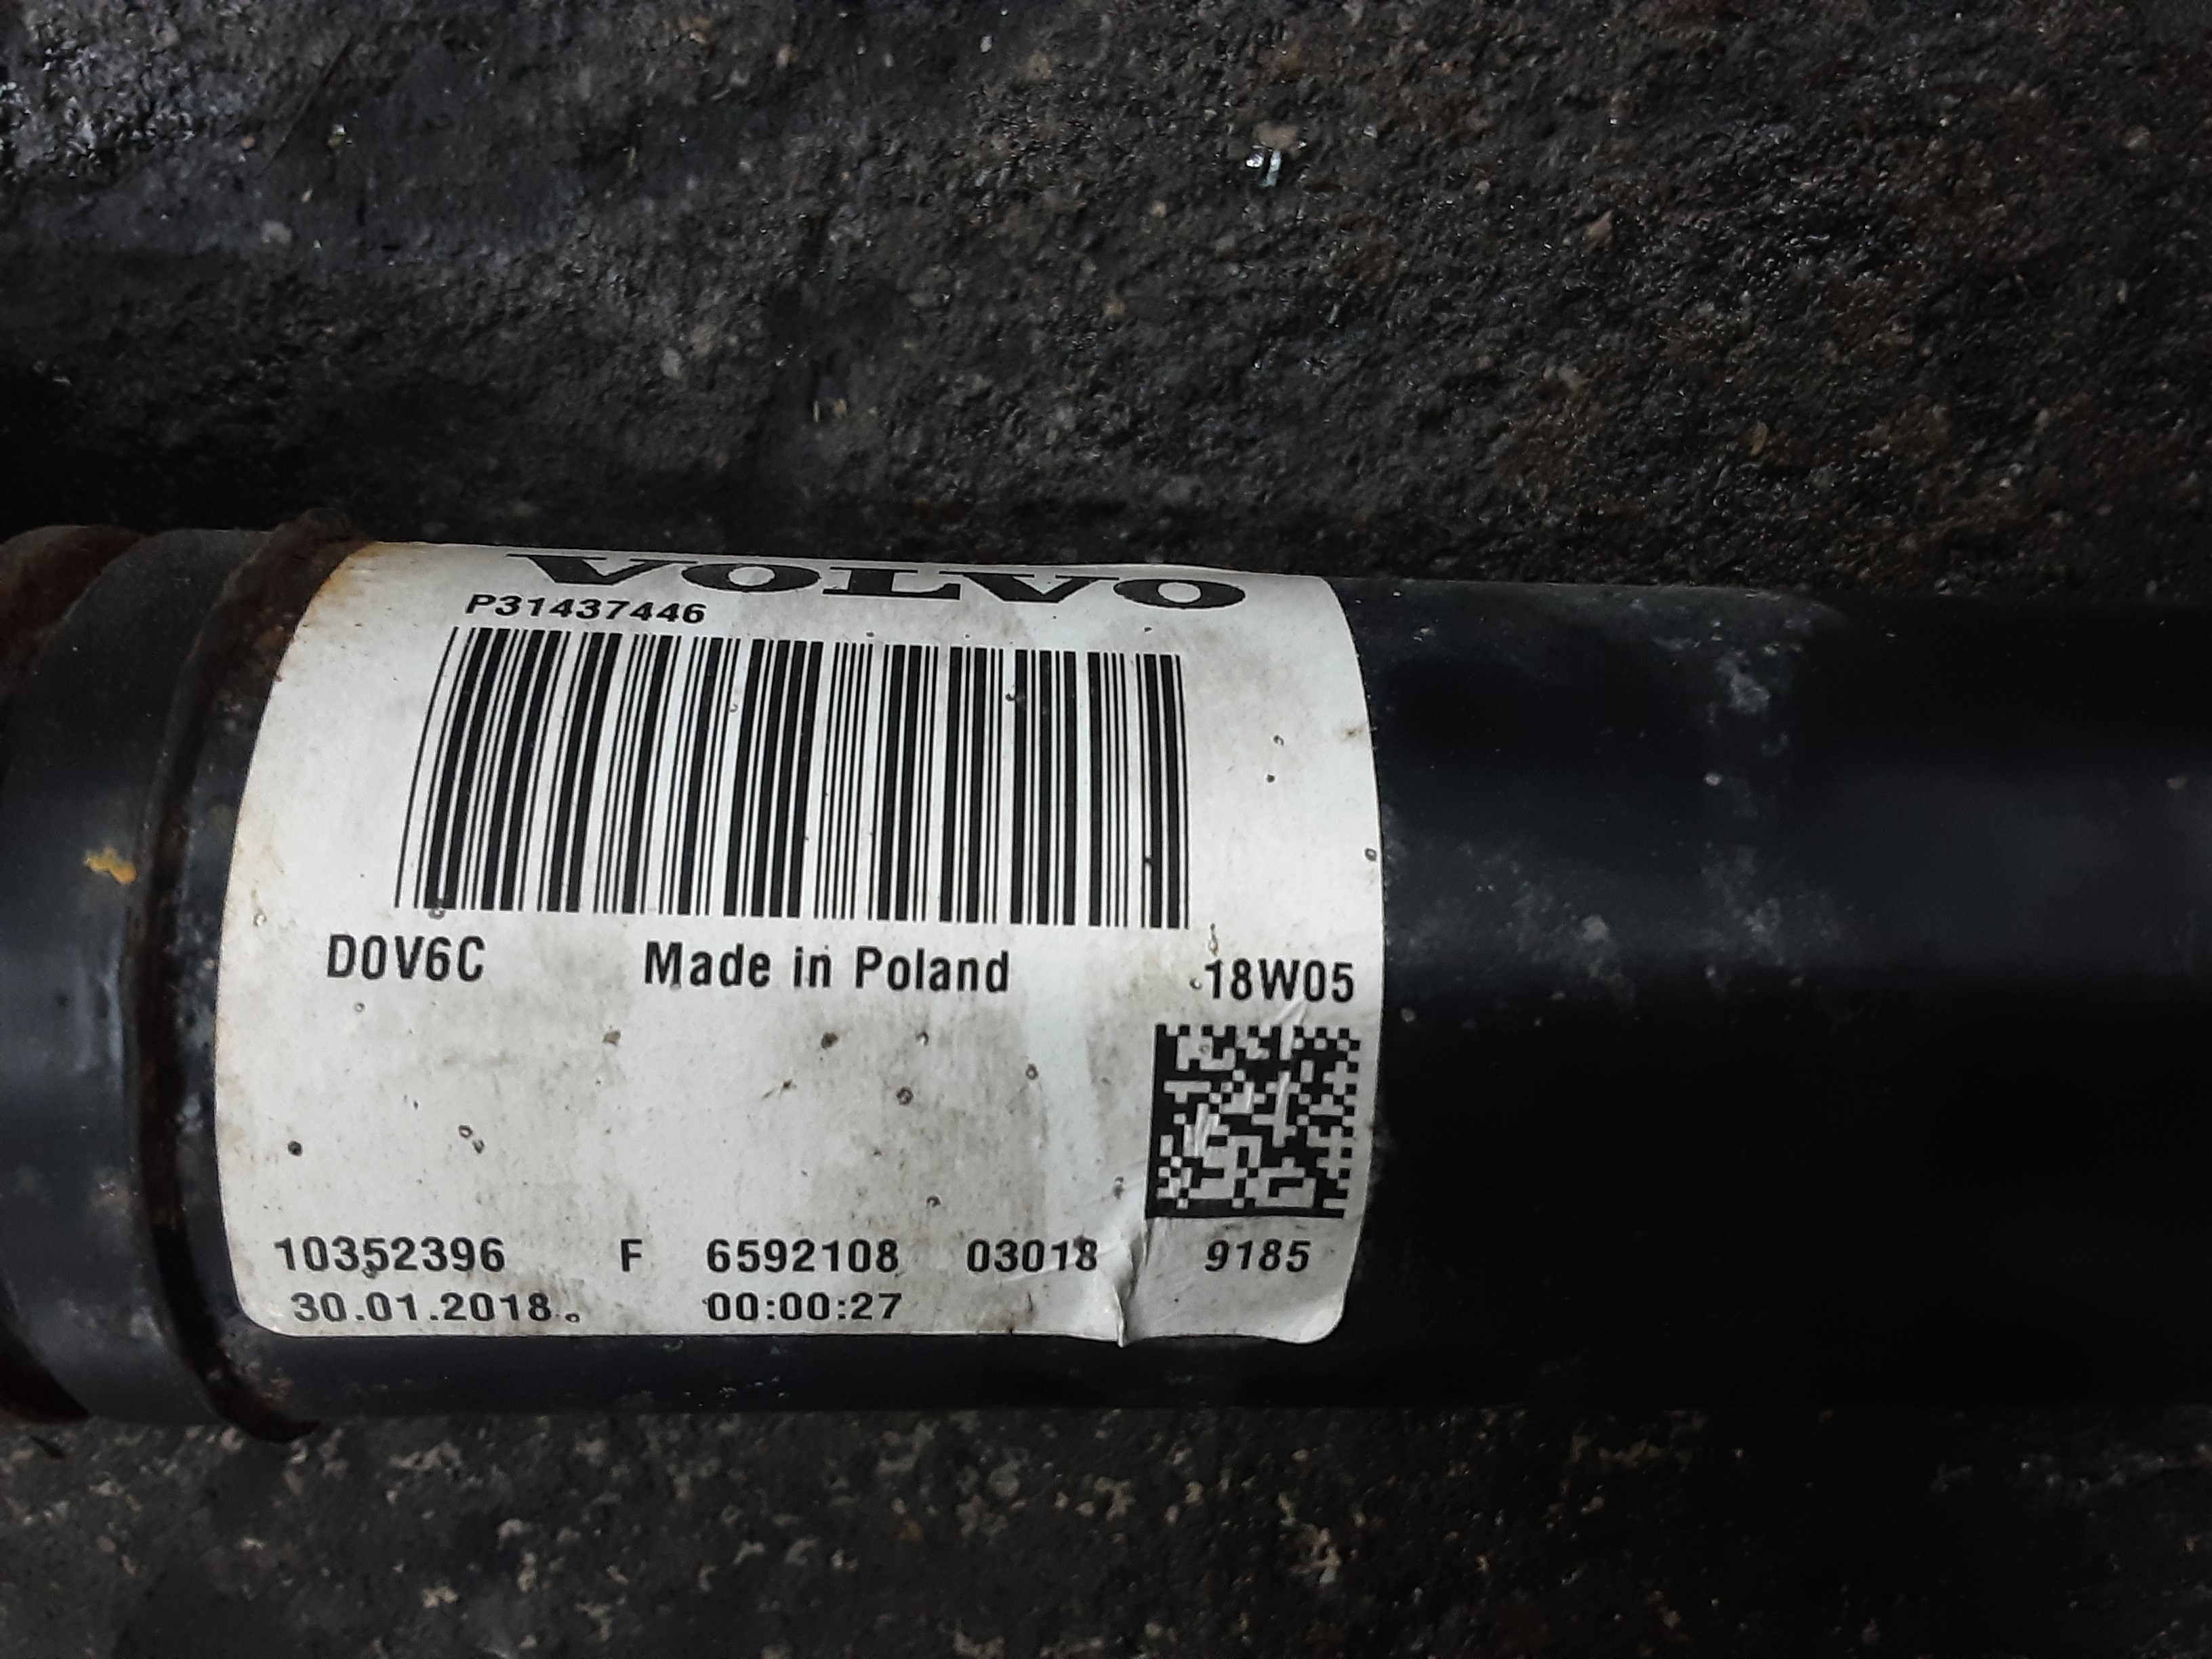 VOLVO
P31437446
D0V6C Made in Poland 18W05
10352396 F 6592108 03018 9185
30.01.2018 00:00:27